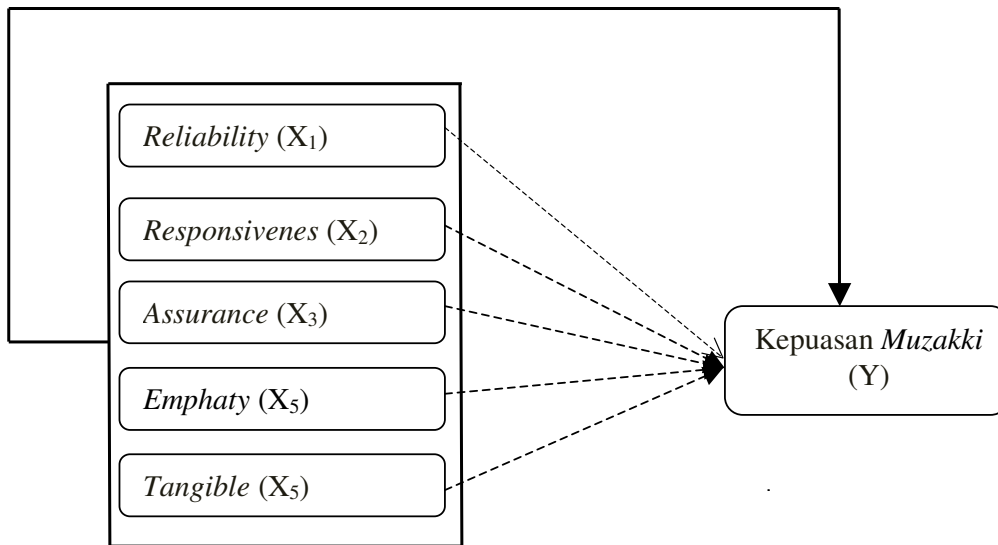 Reliability (X₁)
Responsivenes (X₂)
Assurance (X₃)
Emphaty (X₅)
Tangible (X₅)
Kepuasan Muzakki
(Y)